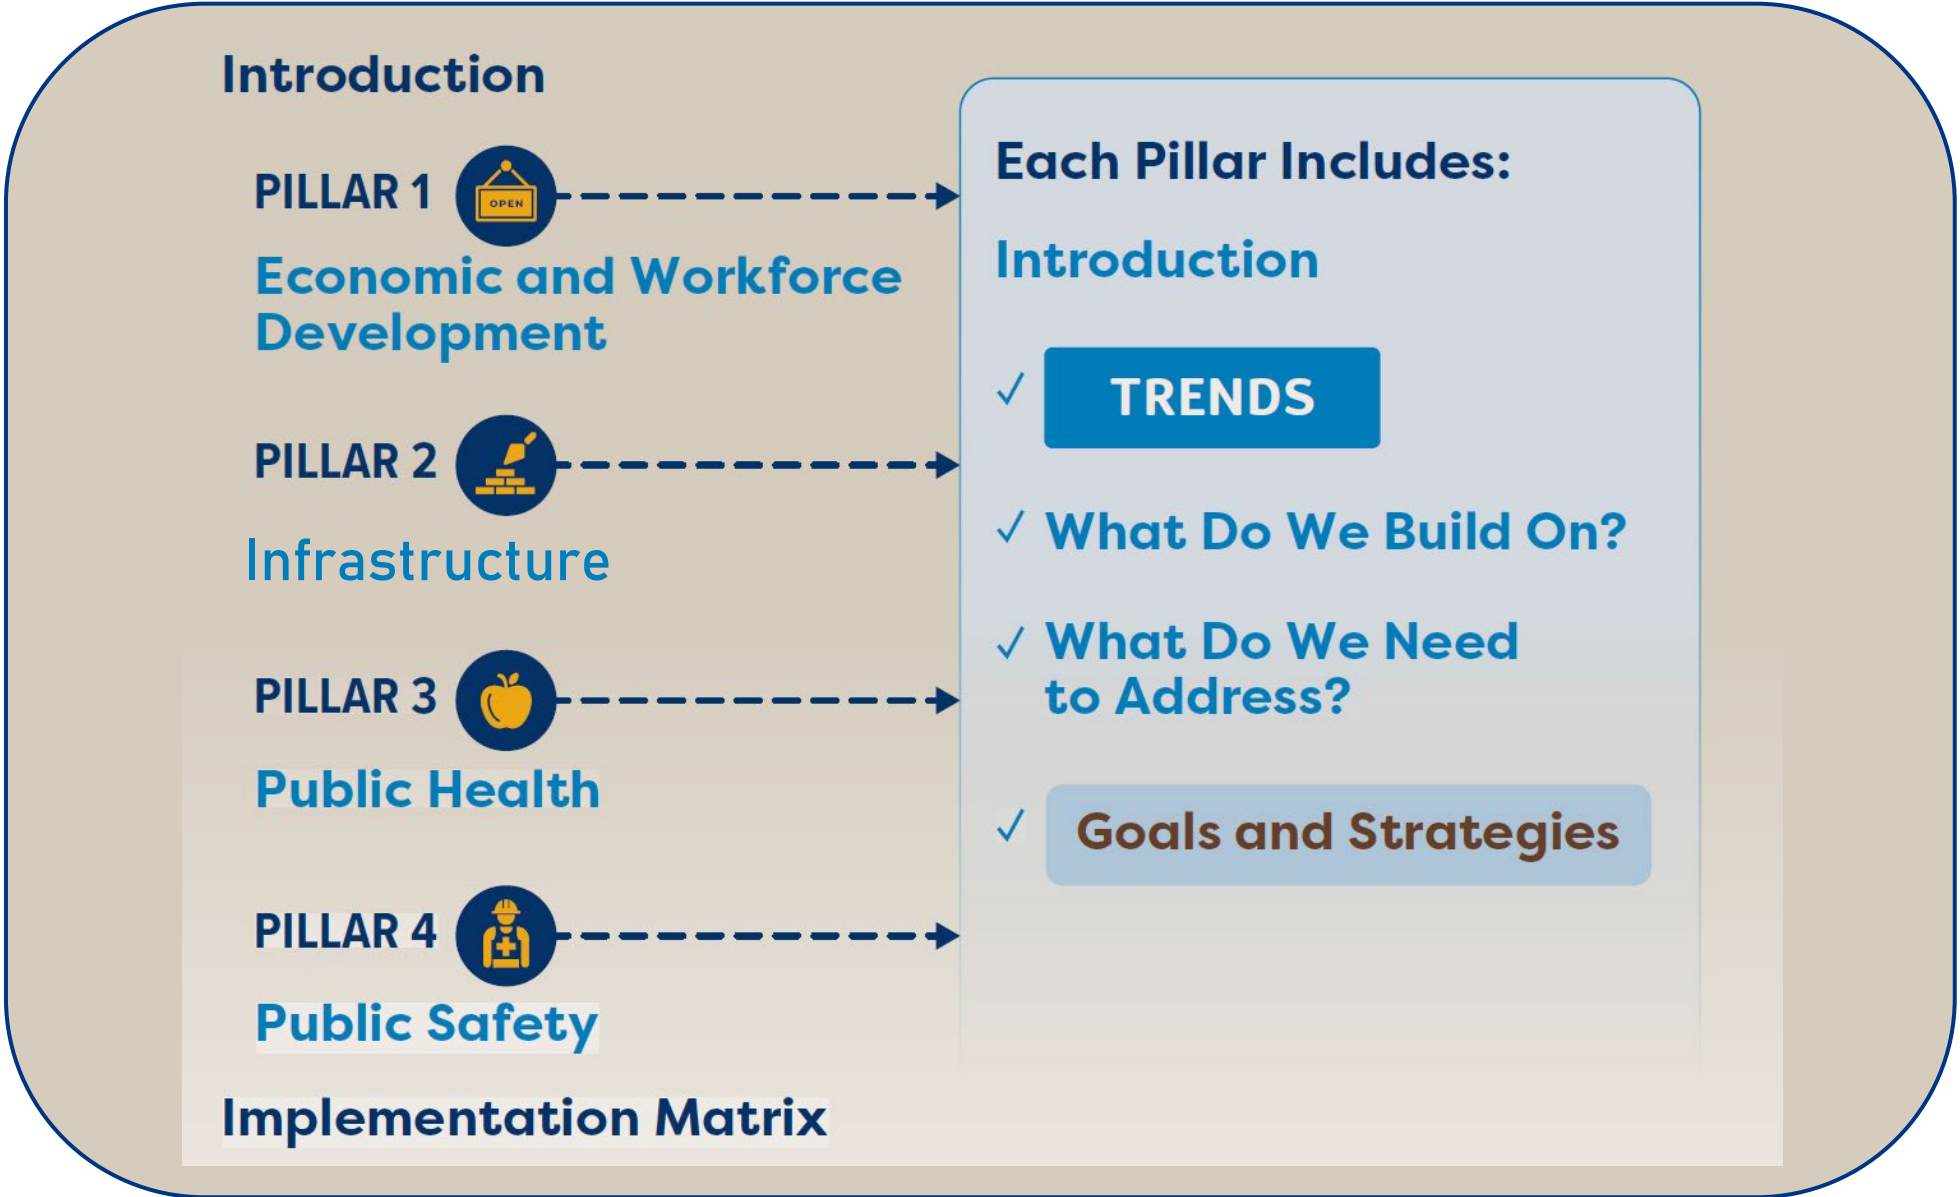 Introduction
PILLAR 1
OPEN
Economic and Workforce
Development
PILLAR 2
Infrastructure
PILLAR 3
Public Health
PILLAR 4
Public Safety
Implementation Matrix
Each Pillar Includes:
Introduction
✓ TRENDS
✓ What Do We Build On?
✓ What Do We Need
to Address?
✓ Goals and Strategies